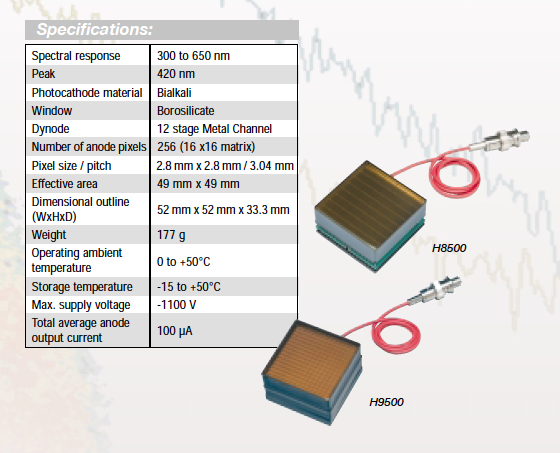 Specifications:
Spectral response 300 to 650 nm
Peak 420 nm
Photocathode material Bialkali
Window Borosilicate
Dynode 12 stage Metal Channel
Number of anode pixels 256 (16 x16 matrix)
Pixel size / pitch 2.8 mm x 2.8 mm / 3.04 mm
Effective area 49 mm x 49 mm
Dimensional outline
(WxHxD) 52 mm x 52 mm x 33.3 mm
Weight 177 g
Operating ambient
temperature 0 to +50°C
Storage temperature -15 to +50°C
Max. supply voltage -1100 V
Total average anode
output current 100 µA
H8500
H9500